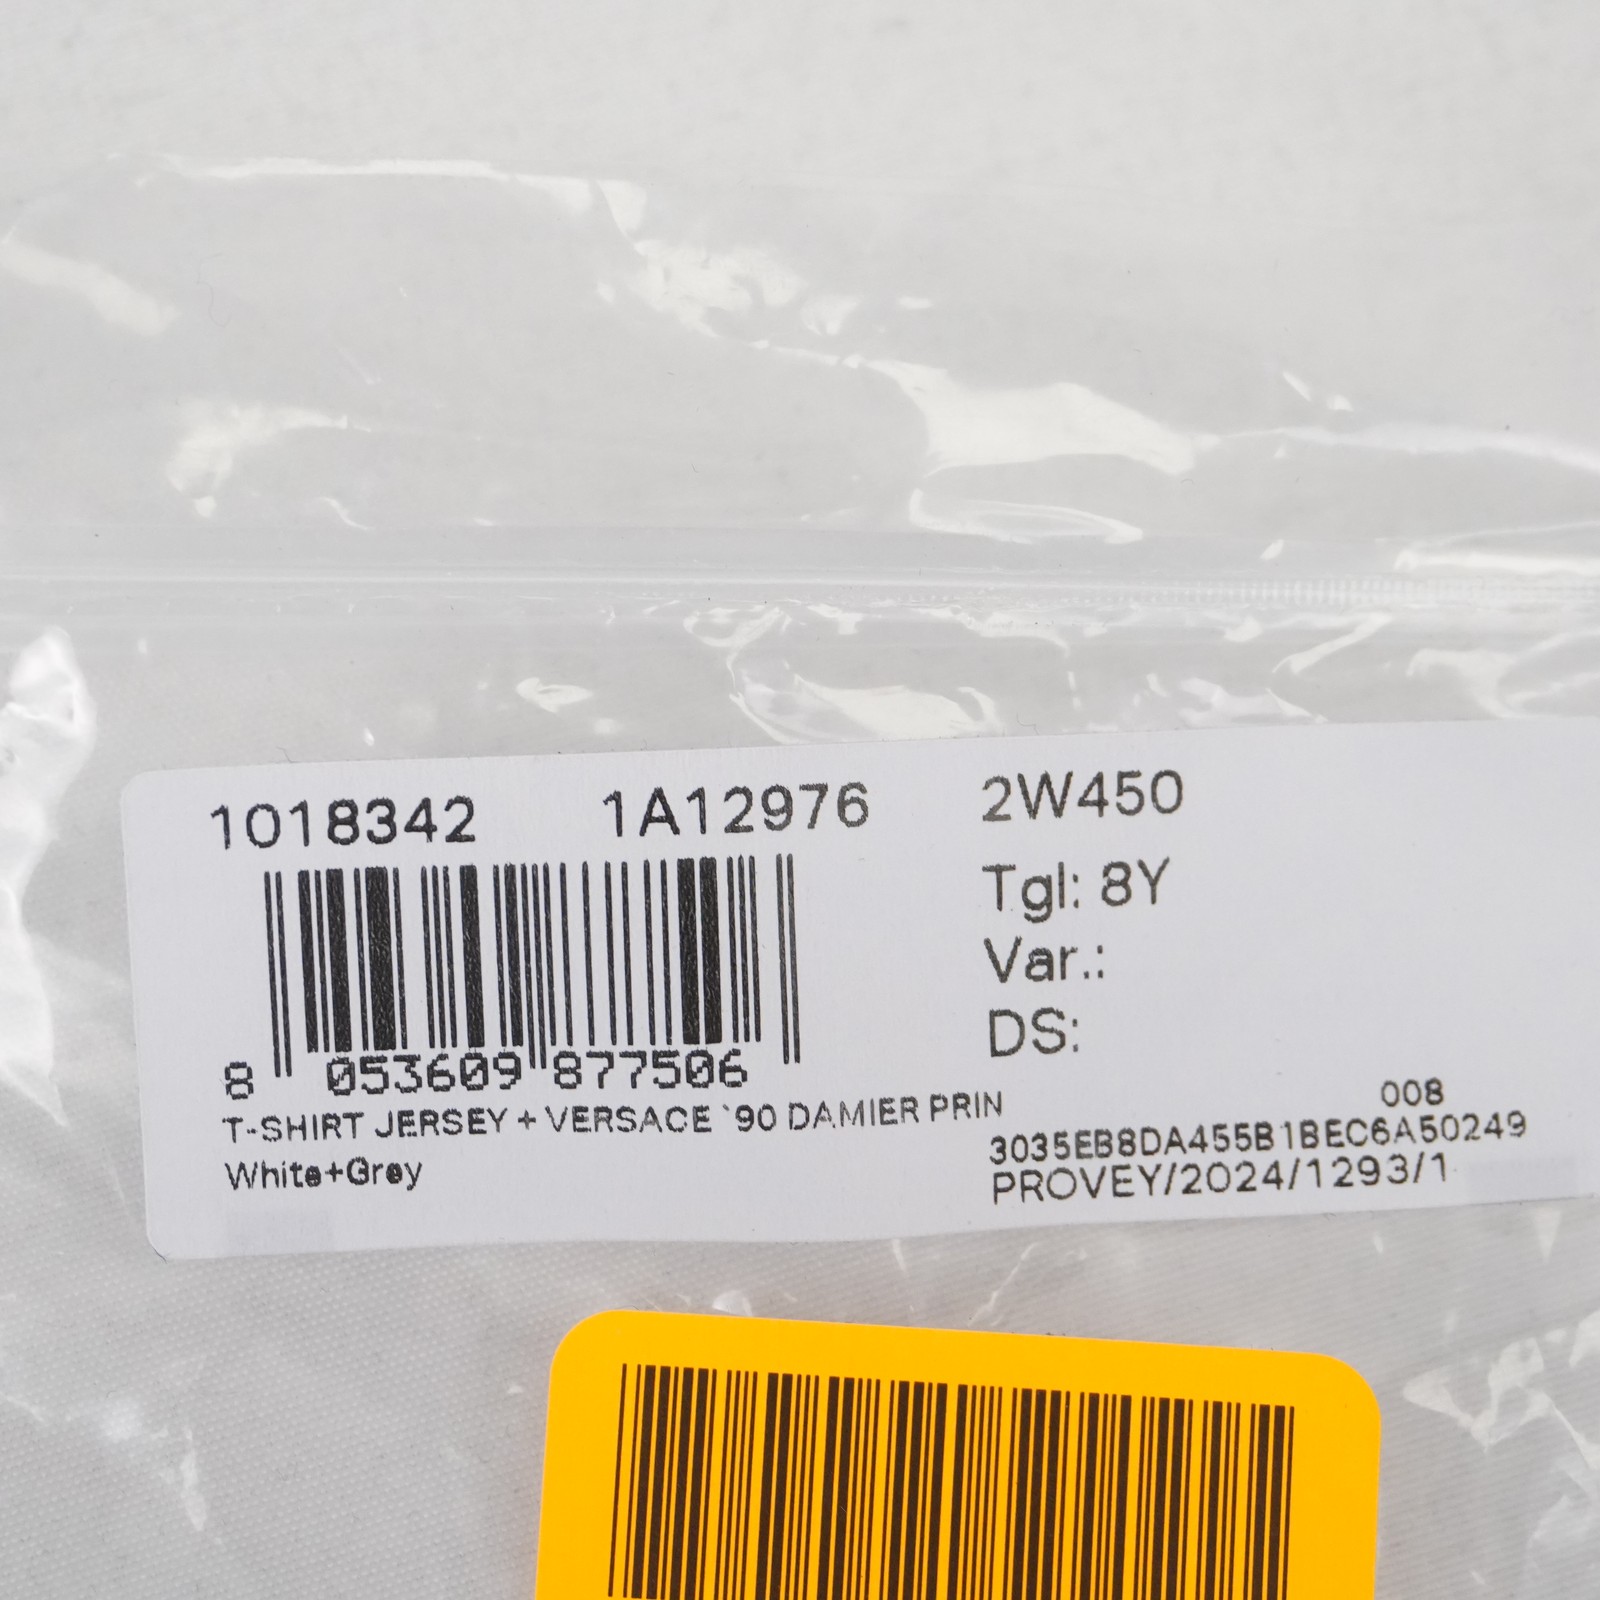 1018342 1A12976 2W450
Tgl: 8Y
Var.:
DS:
8 053609 877506
T-SHIRT JERSEY + VERSACE `90 DAMIER PRIN
White+Grey
008
3035EB8DA455B1BEC6A50249
PROVEY/2024/1293/1